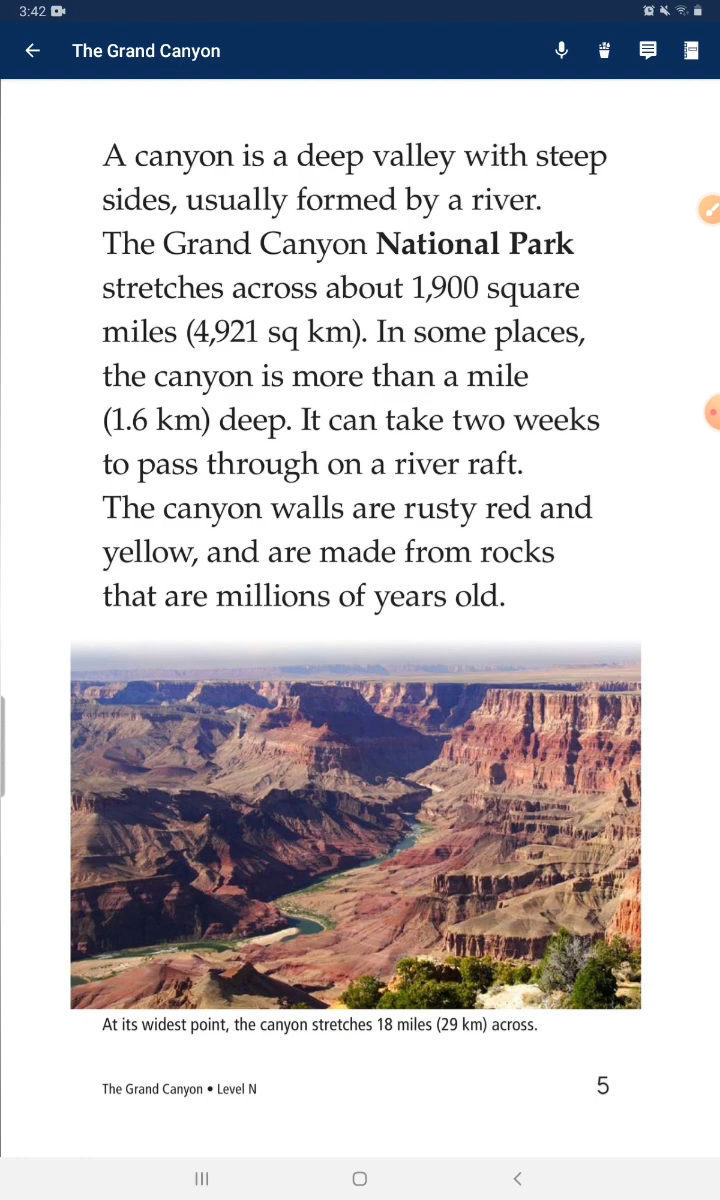 3:42
The Grand Canyon
A canyon is a deep valley with steep
sides, usually formed by a river.
The Grand Canyon National Park
stretches across about 1,900 square
miles (4,921 sq km). In some places,
the canyon is more than a mile
(1.6 km) deep. It can take two weeks
to pass through on a river raft.
The canyon walls are rusty red and
yellow, and are made from rocks
that are millions of years old.
At its widest point, the canyon stretches 18 miles (29 km) across.
The Grand Canyon • Level N
5